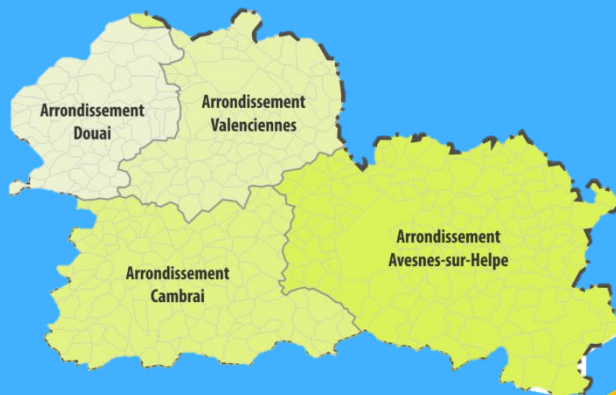 Arrondissement
Douai
Arrondissement
Valenciennes
Arrondissement
Avesnes-sur-Helpe
Arrondissement
Cambrai